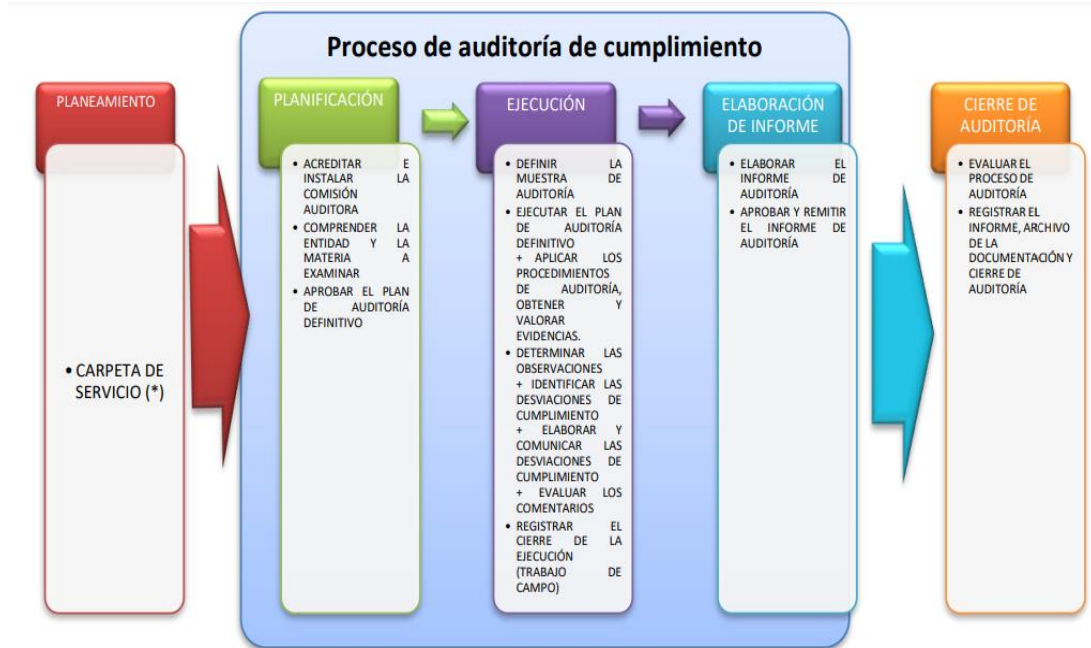 Proceso de auditoría de cumplimiento
PLANEAMIENTO
• CARPETA DE
SERVICIO (*)
PLANIFICACIÓN
• ACREDITAR E
INSTALAR LA
COMISIÓN
AUDITORA
• COMPRENDER LA
ENTIDAD Y LA
MATERIA A
EXAMINAR
• APROBAR EL PLAN
DE AUDITORÍA
DEFINITIVO
EJECUCIÓN
• DEFINIR LA
MUESTRA DE
AUDITORÍA
• EJECUTAR EL PLAN
DE AUDITORÍA
DEFINITIVO
+ APLICAR LOS
PROCEDIMIENTOS
DE AUDITORÍA,
OBTENER Y
VALORAR
EVIDENCIAS.
• DETERMINAR LAS
OBSERVACIONES
+ IDENTIFICAR LAS
DESVIACIONES DE
CUMPLIMIENTO
+ ELABORAR Y
COMUNICAR LAS
DESVIACIONES DE
CUMPLIMIENTO
+ EVALUAR LOS
COMENTARIOS
• REGISTRAR EL
CIERRE DE LA
EJECUCIÓN
(TRABAJO DE
CAMPO)
ELABORACIÓN
DE INFORME
• ELABORAR EL
INFORME DE
AUDITORÍA
• APROBAR Y REMITIR
EL INFORME DE
AUDITORÍA
CIERRE DE
AUDITORÍA
• EVALUAR EL
PROCESO DE
AUDITORÍA
• REGISTRAR EL
INFORME, ARCHIVO
DE LA
DOCUMENTACIÓN Y
CIERRE DE
AUDITORÍA